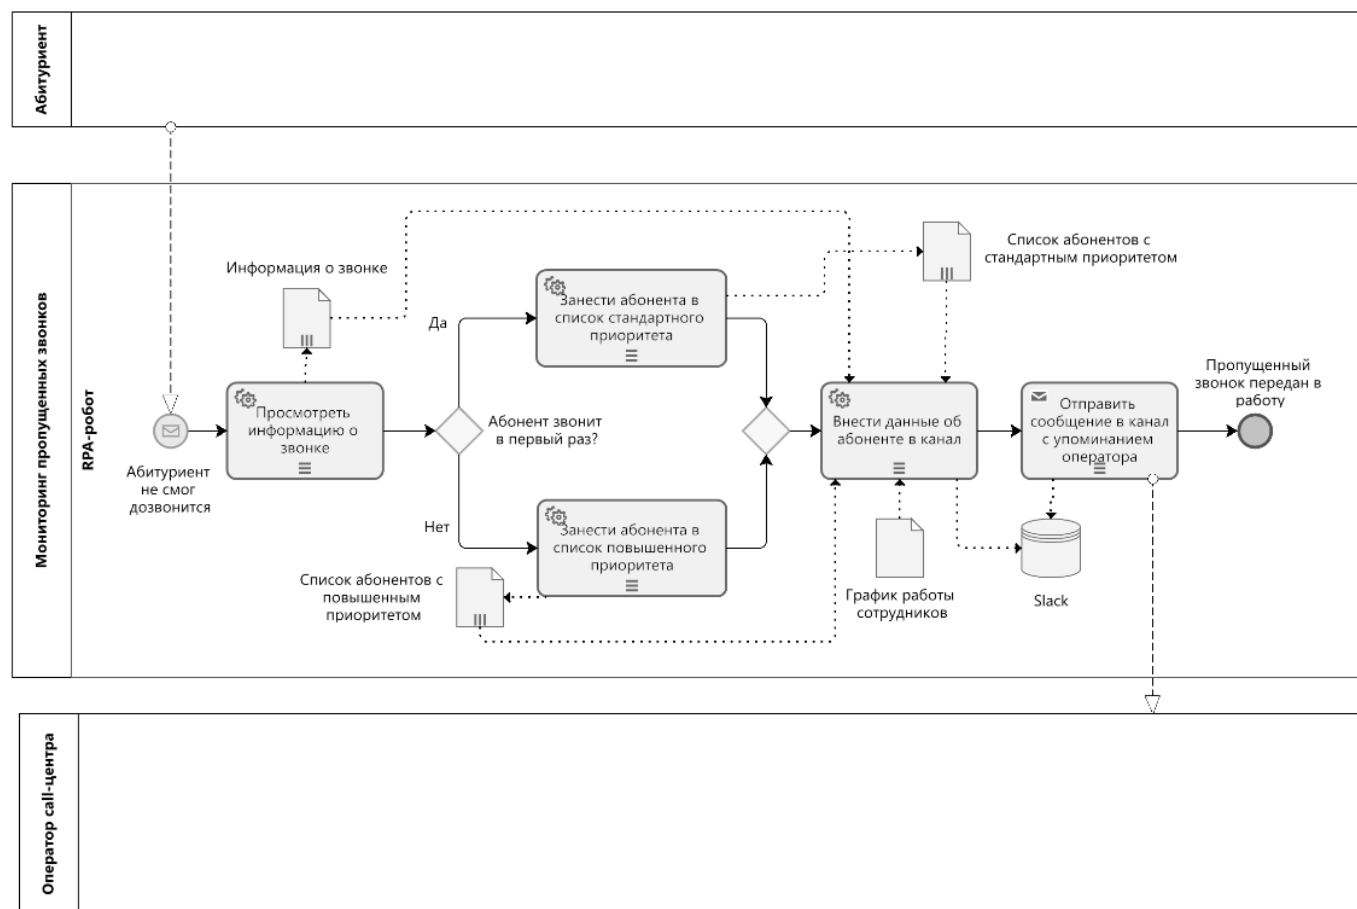 Абитуриент
Мониторинг пропущенных звонков
RPA-робот
Абитуриент
не смог
дозвонится
Просмотреть
информацию о
звонке
Информация о звонке
Да
Абонент звонит
в первый раз?
Нет
Занести абонента в
список стандартного
приоритета
Список абонентов с
стандартным приоритетом
Занести абонента в
список повышенного
приоритета
Список абонентов с
повышенным
приоритетом
Внести данные об
абоненте в канал
График работы
сотрудников
Отправить
сообщение в канал
с упоминанием
оператора
Slack
Пропущенный
звонок передан в
работу
Оператор call-центра